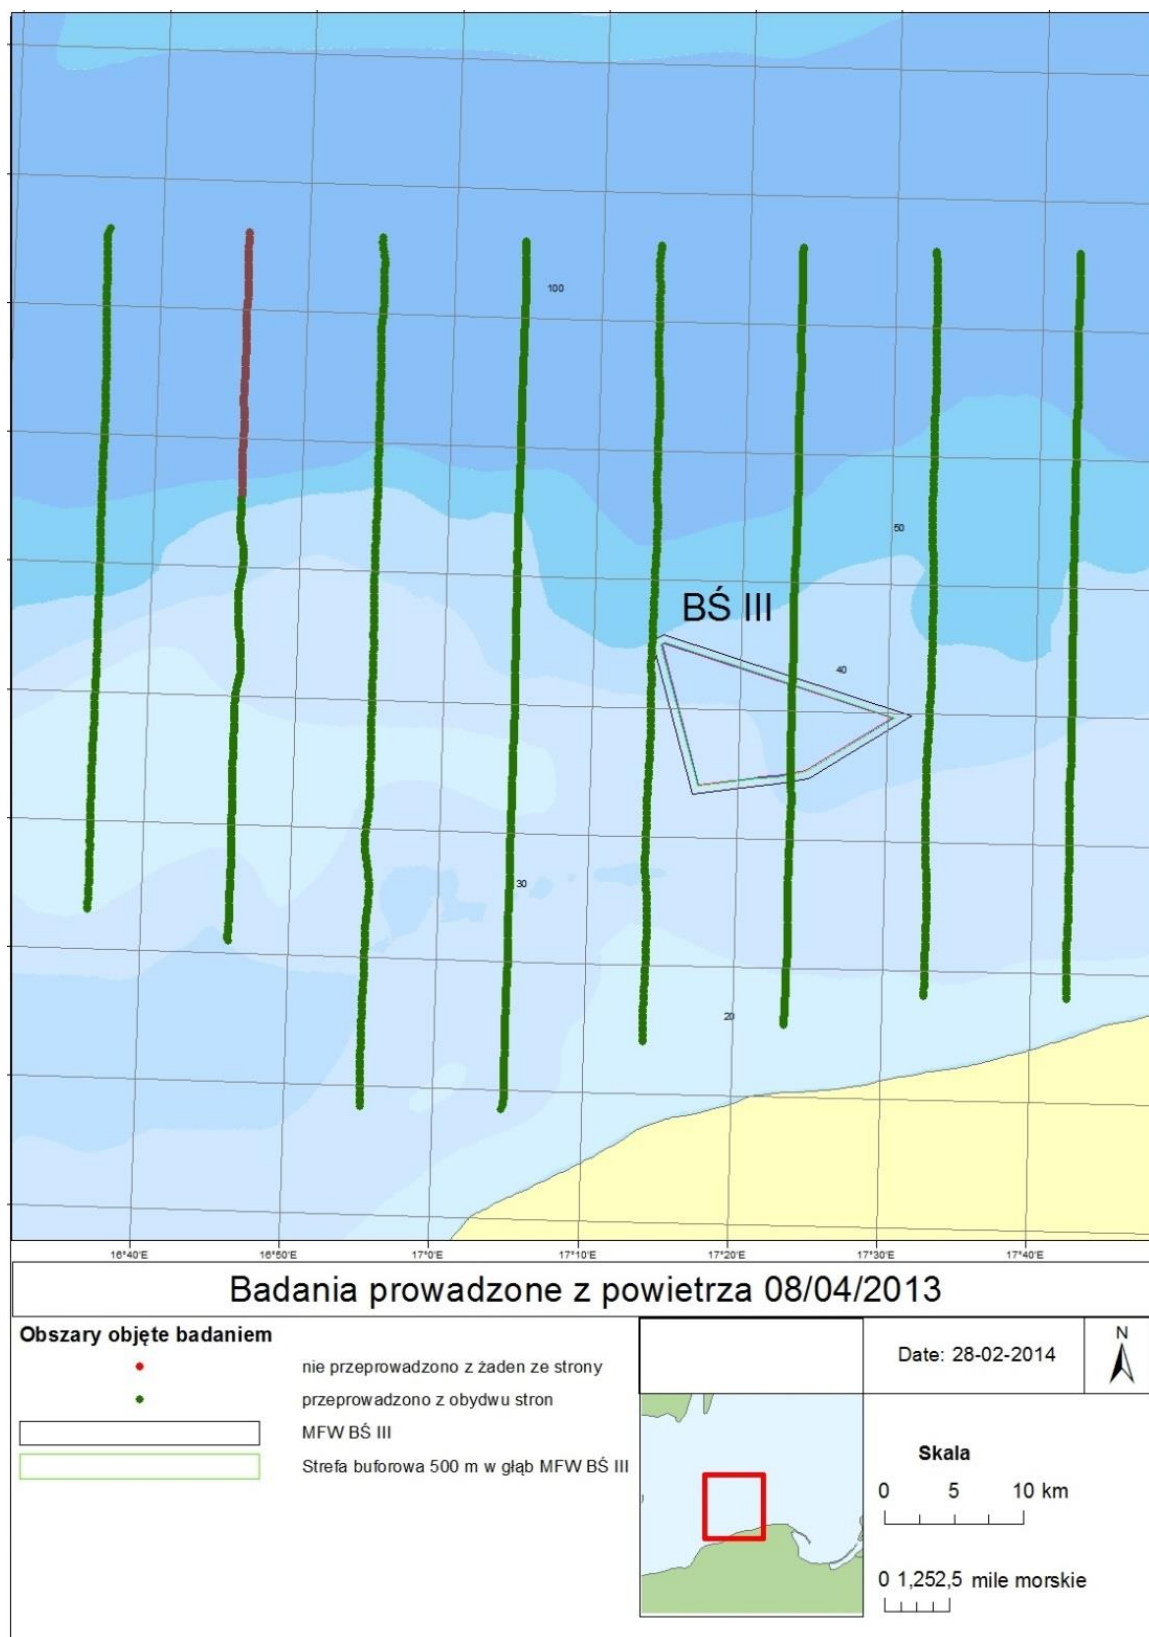 100
50
BŚ III
40
30
20
16°40'E 16°50'E 17°0'E 17°10'E 17°20'E 17°30'E 17°40'E
Badania prowadzone z powietrza 08/04/2013
Obszary objęte badaniem
nie przeprowadzono z żaden ze strony
przeprowadzono z obydwu stron
MFW BŚ III
Strefa buforowa 500 m w głąb MFW BŚ III
Date: 28-02-2014
N
Skala
0 5 10 km
0 1,252,5 mile morskie